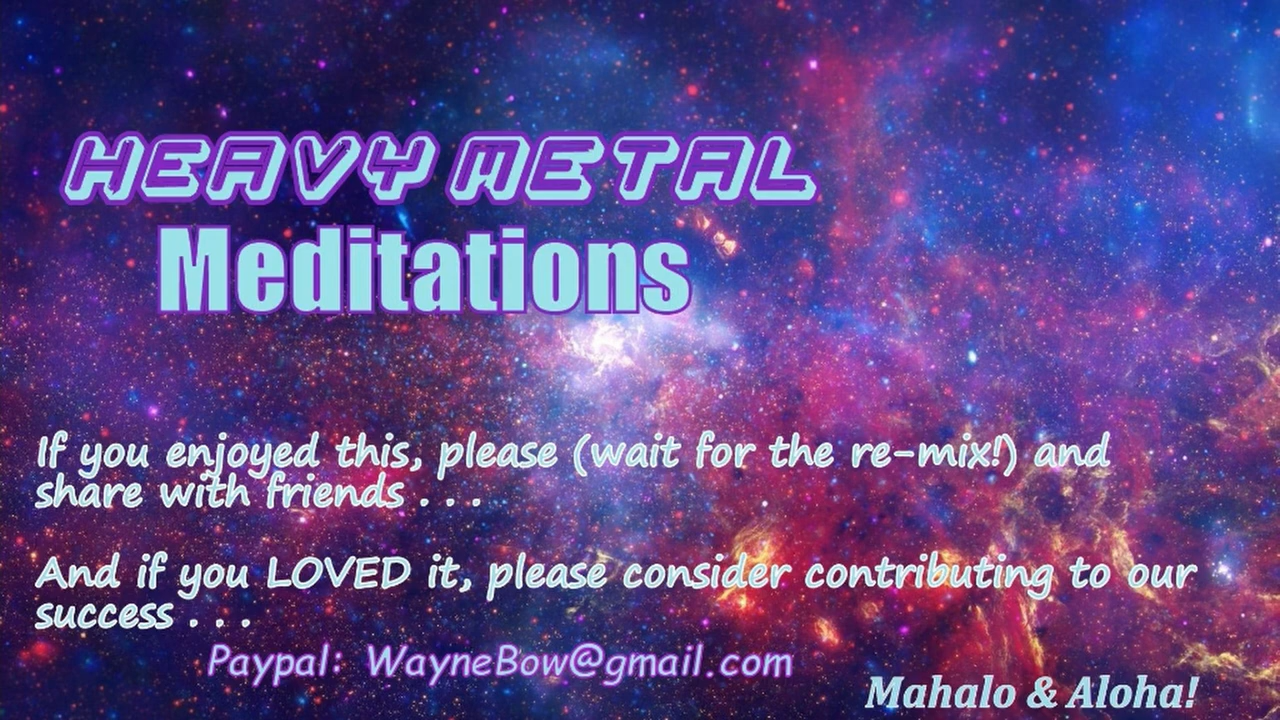 HEAVY METAL
Meditations
If you enjoyed this, please (wait for the re-mix!) and
share with friends . . .
And if you LOVED it, please consider contributing to our
success . . .
Paypal: WayneBow@gmail.com
Mahalo & Aloha!